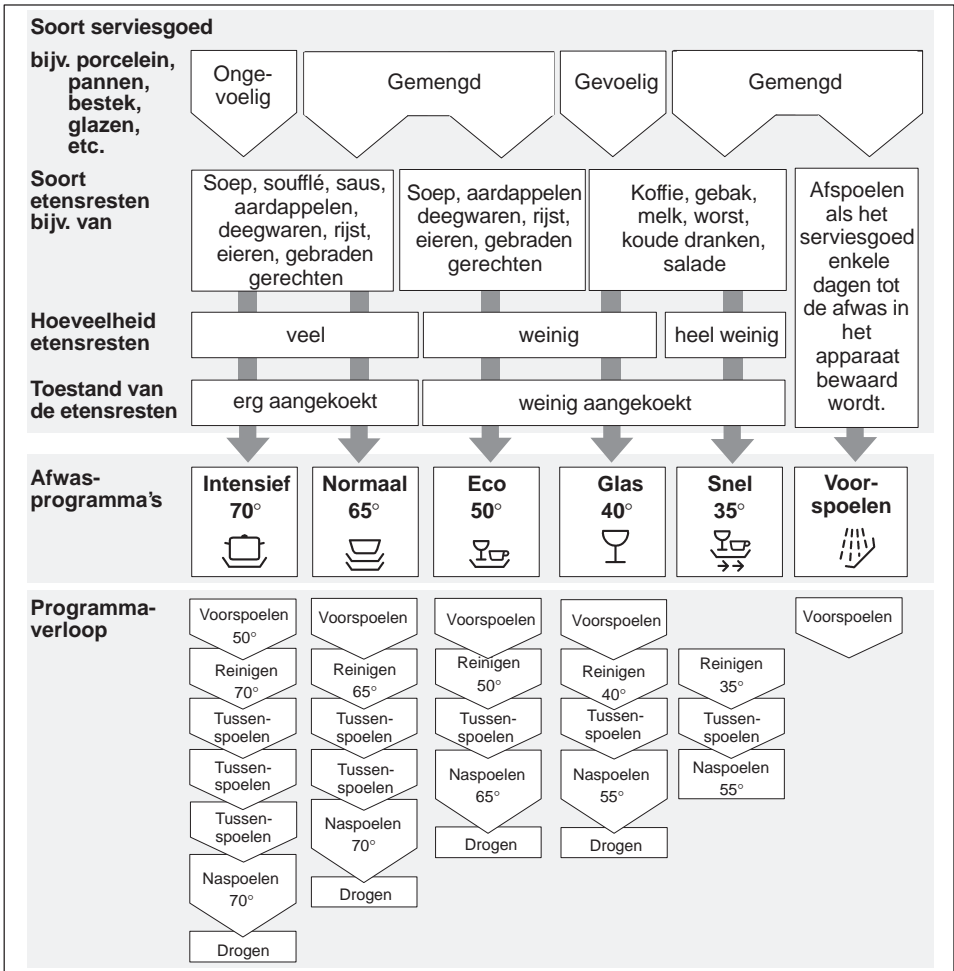 Soort serviesgoed
bijv. porcelein,
pannen,
bestek,
glazen,
etc.
Onge-
voelig
Gemengd
Gevoelig
Gemengd
Soort
etensresten
bijv. van
Soep, soufflé, saus,
aardappelen,
deegwaren, rijst,
eieren, gebraden
gerechten
Soep, aardappelen
deegwaren, rijst,
eieren, gebraden
gerechten
Koffie, gebak,
melk, worst,
koude dranken,
salade
Afspoelen
als het
serviesgoed
enkele
dagen tot
de afwas in
het
apparaat
bewaard
wordt.
Hoeveelheid
etensresten
veel
weinig
heel weinig
Toestand van
de etensresten
erg aangekoekt
weinig aangekoekt
Afwas-
programma's
Intensief
70°
Normaal
65°
Eco
50°
Glas
40°
Snel
35°
Voor-
spoelen
Programma-
verloop
Voorspoelen
50°
Reinigen
70°
Tussen-
spoelen
Tussen-
spoelen
Tussen-
spoelen
Naspoelen
70°
Drogen
Voorspoelen
Reinigen
65°
Tussen-
spoelen
Tussen-
spoelen
Naspoelen
70°
Drogen
Voorspoelen
Reinigen
50°
Tussen-
spoelen
Naspoelen
65°
Drogen
Voorspoelen
Reinigen
40°
Tussen-
spoelen
Naspoelen
55°
Drogen
Reinigen
35°
Tussen-
spoelen
Naspoelen
55°
Voorspoelen